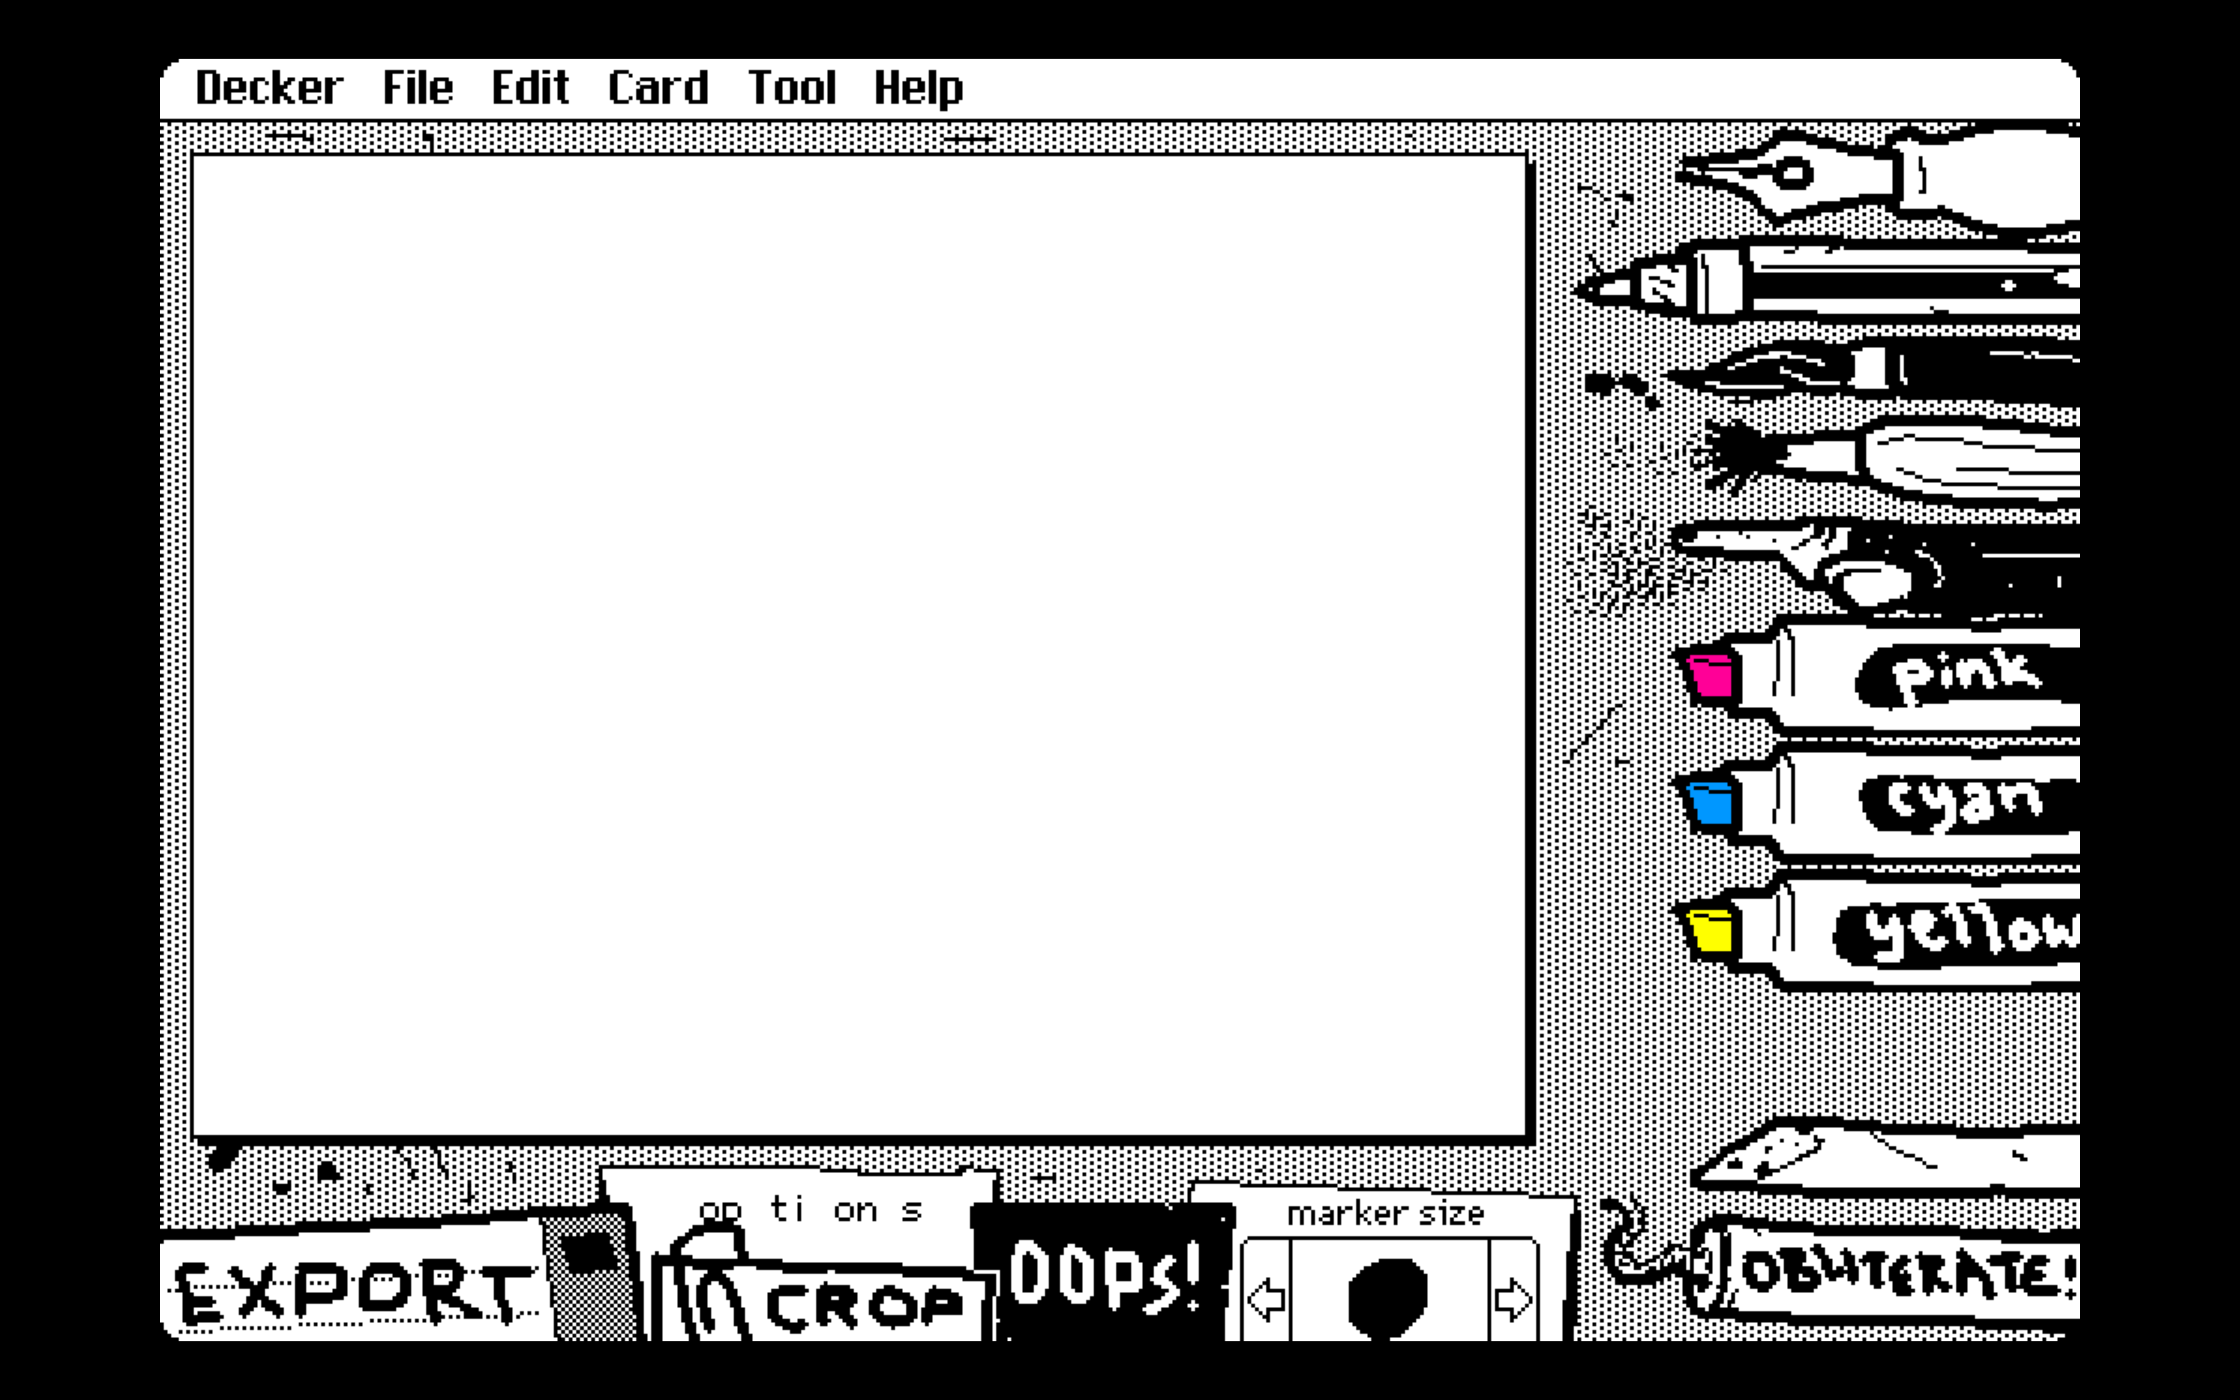 Decker File Edit Card Tool Help
pink
cyan
yellow
op ti on s
marker size
EXPORT
CROP
OOPS!
OBLITERATE!